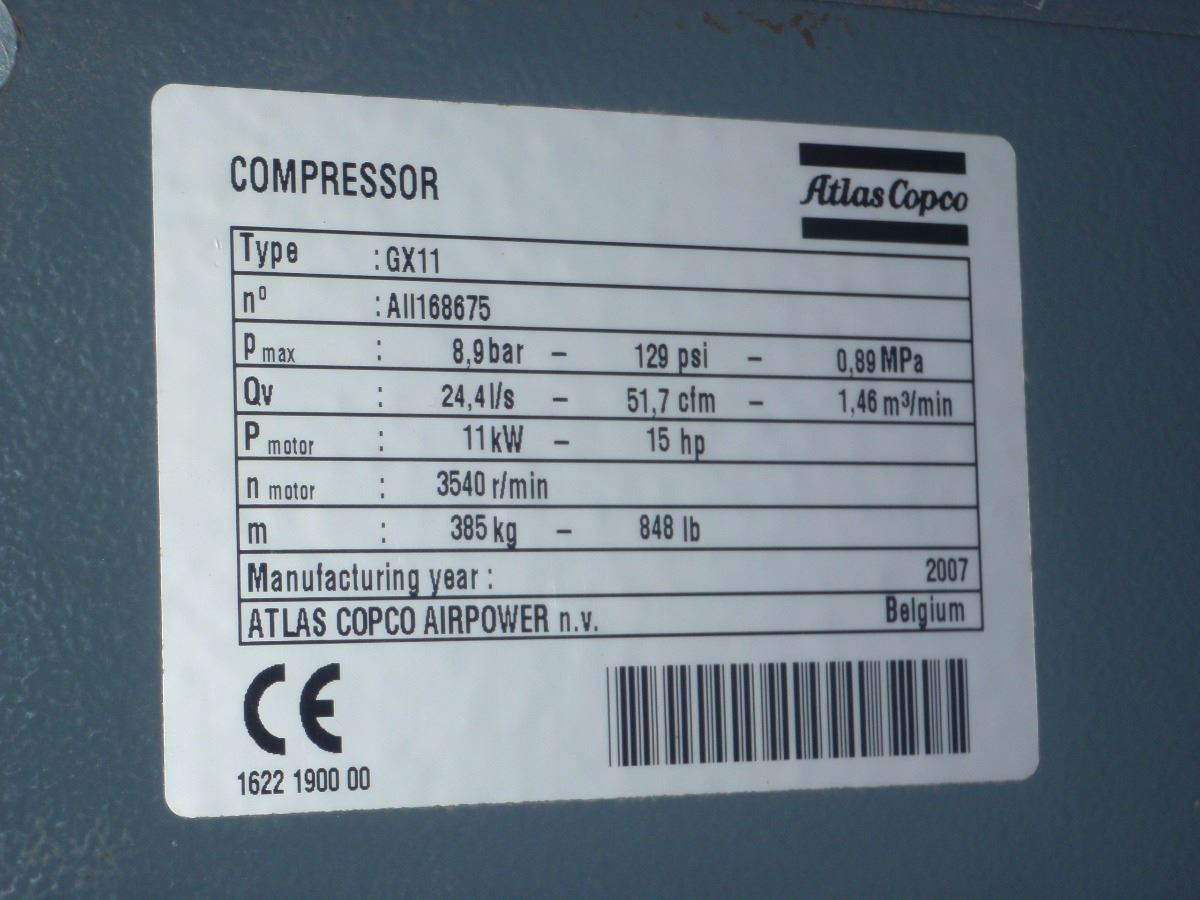 COMPRESSOR
Atlas Copco
Type : GX11
nº : AII168675
P max : 8,9 bar – 129 psi – 0,89 MPa
Qv : 24,4 l/s – 51,7 cfm – 1,46 m³/min
P motor : 11 kW – 15 hp
n motor : 3540 r/min
m : 385 kg – 848 lb
Manufacturing year : 2007
ATLAS COPCO AIRPOWER n.v. Belgium
CE
1622 1900 00